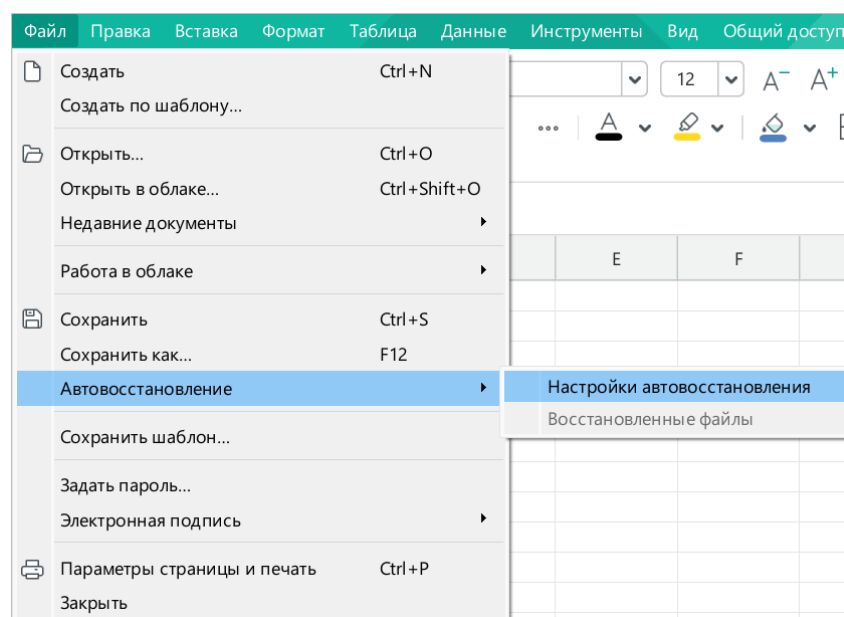 Файл Правка Вставка Формат Таблица Данные Инструменты Вид Общий доступ
Создать Ctrl+N
Создать по шаблону...
Открыть... Ctrl+O
Открыть в облаке... Ctrl+Shift+O
Недавние документы
Работа в облаке
Сохранить Ctrl+S
Сохранить как... F12
Автовосстановление
Сохранить шаблон...
Задать пароль...
Электронная подпись
Параметры страницы и печать Ctrl+P
Закрыть
Настройки автовосстановления
Восстановленные файлы
12 A− A+
A
E F